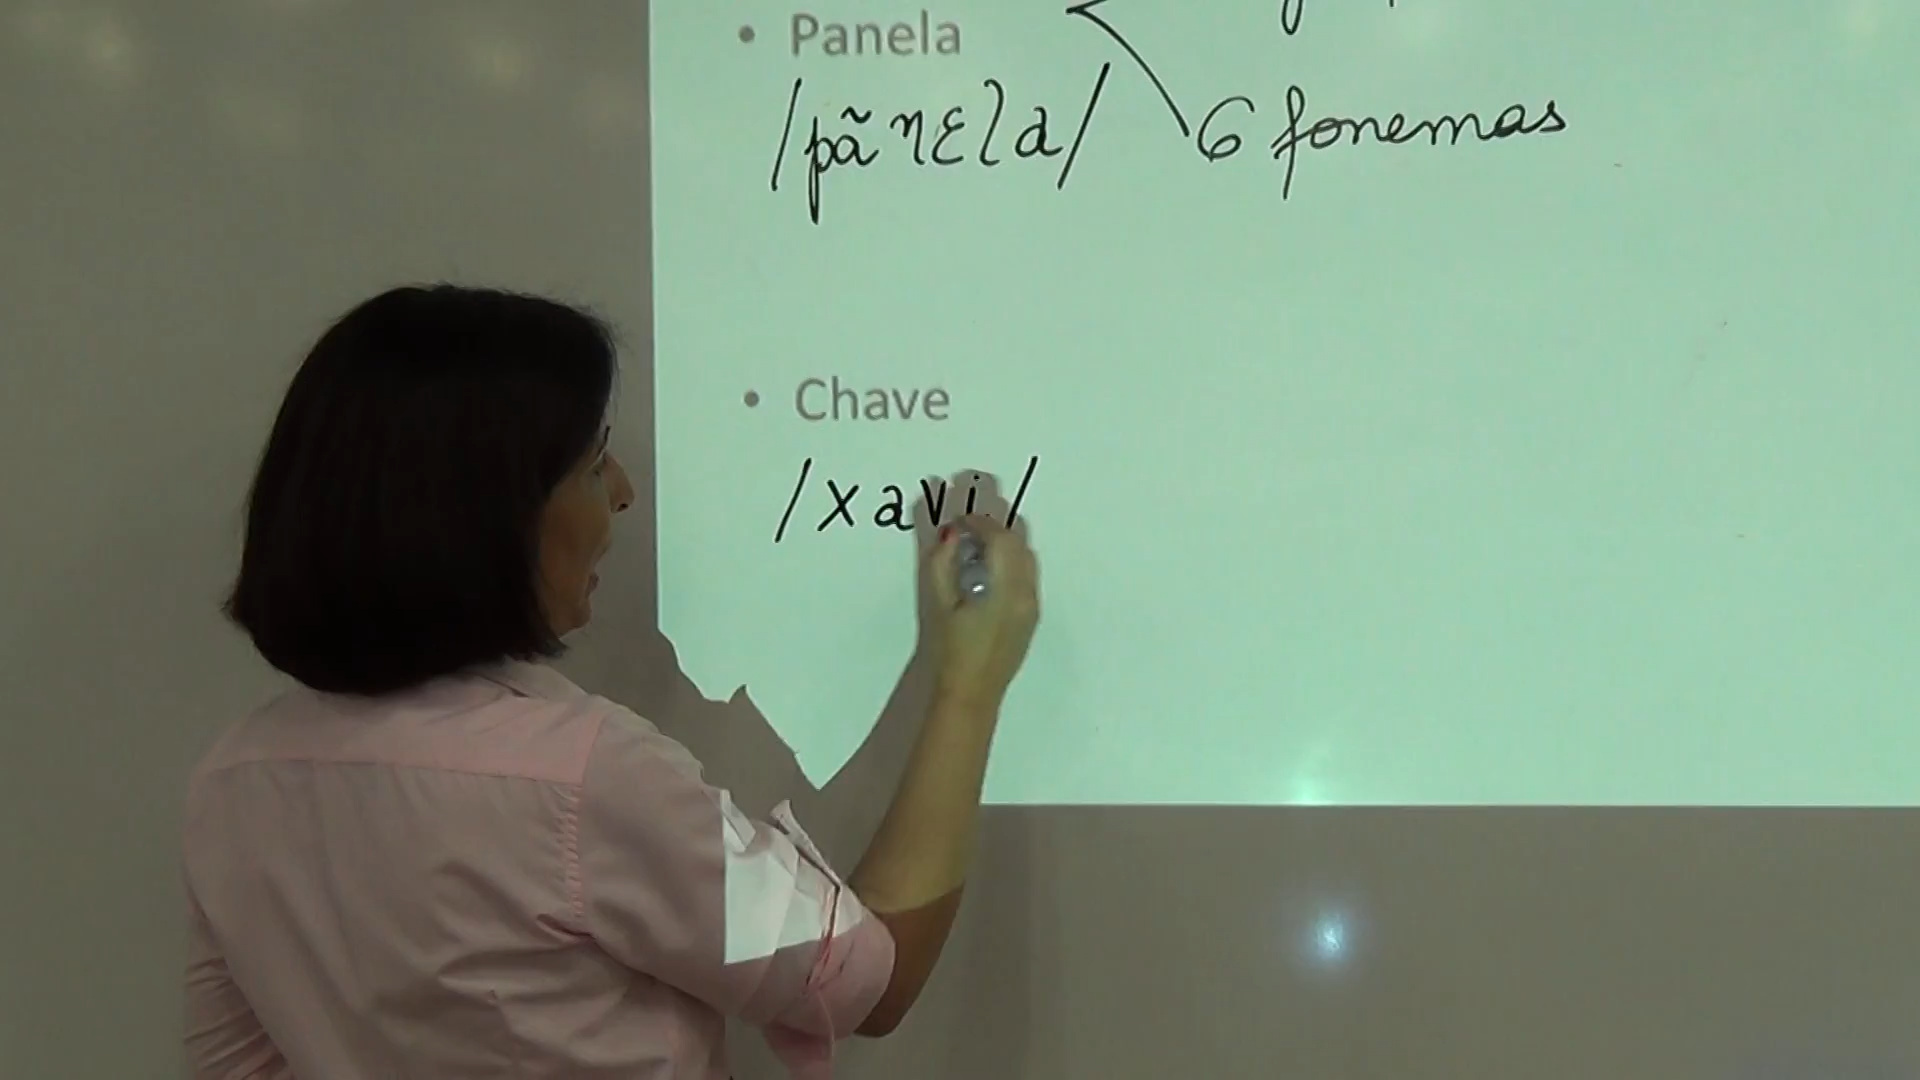 • Panela
/pãnɛla/ 6 fonemas
• Chave
/xavi/